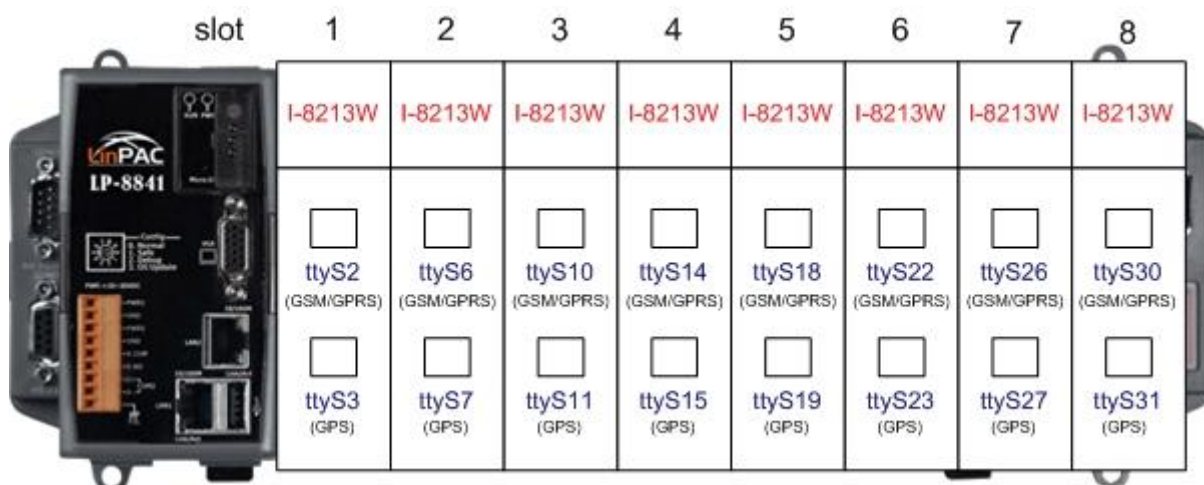 slot 1 2 3 4 5 6 7 8
I-8213W I-8213W I-8213W I-8213W I-8213W I-8213W I-8213W I-8213W
LinPAC
LP-8841
ttyS2 ttyS6 ttyS10 ttyS14 ttyS18 ttyS22 ttyS26 ttyS30
(GSM/GPRS) (GSM/GPRS) (GSM/GPRS) (GSM/GPRS) (GSM/GPRS) (GSM/GPRS) (GSM/GPRS) (GSM/GPRS)
ttyS3 ttyS7 ttyS11 ttyS15 ttyS19 ttyS23 ttyS27 ttyS31
(GPS) (GPS) (GPS) (GPS) (GPS) (GPS) (GPS) (GPS)